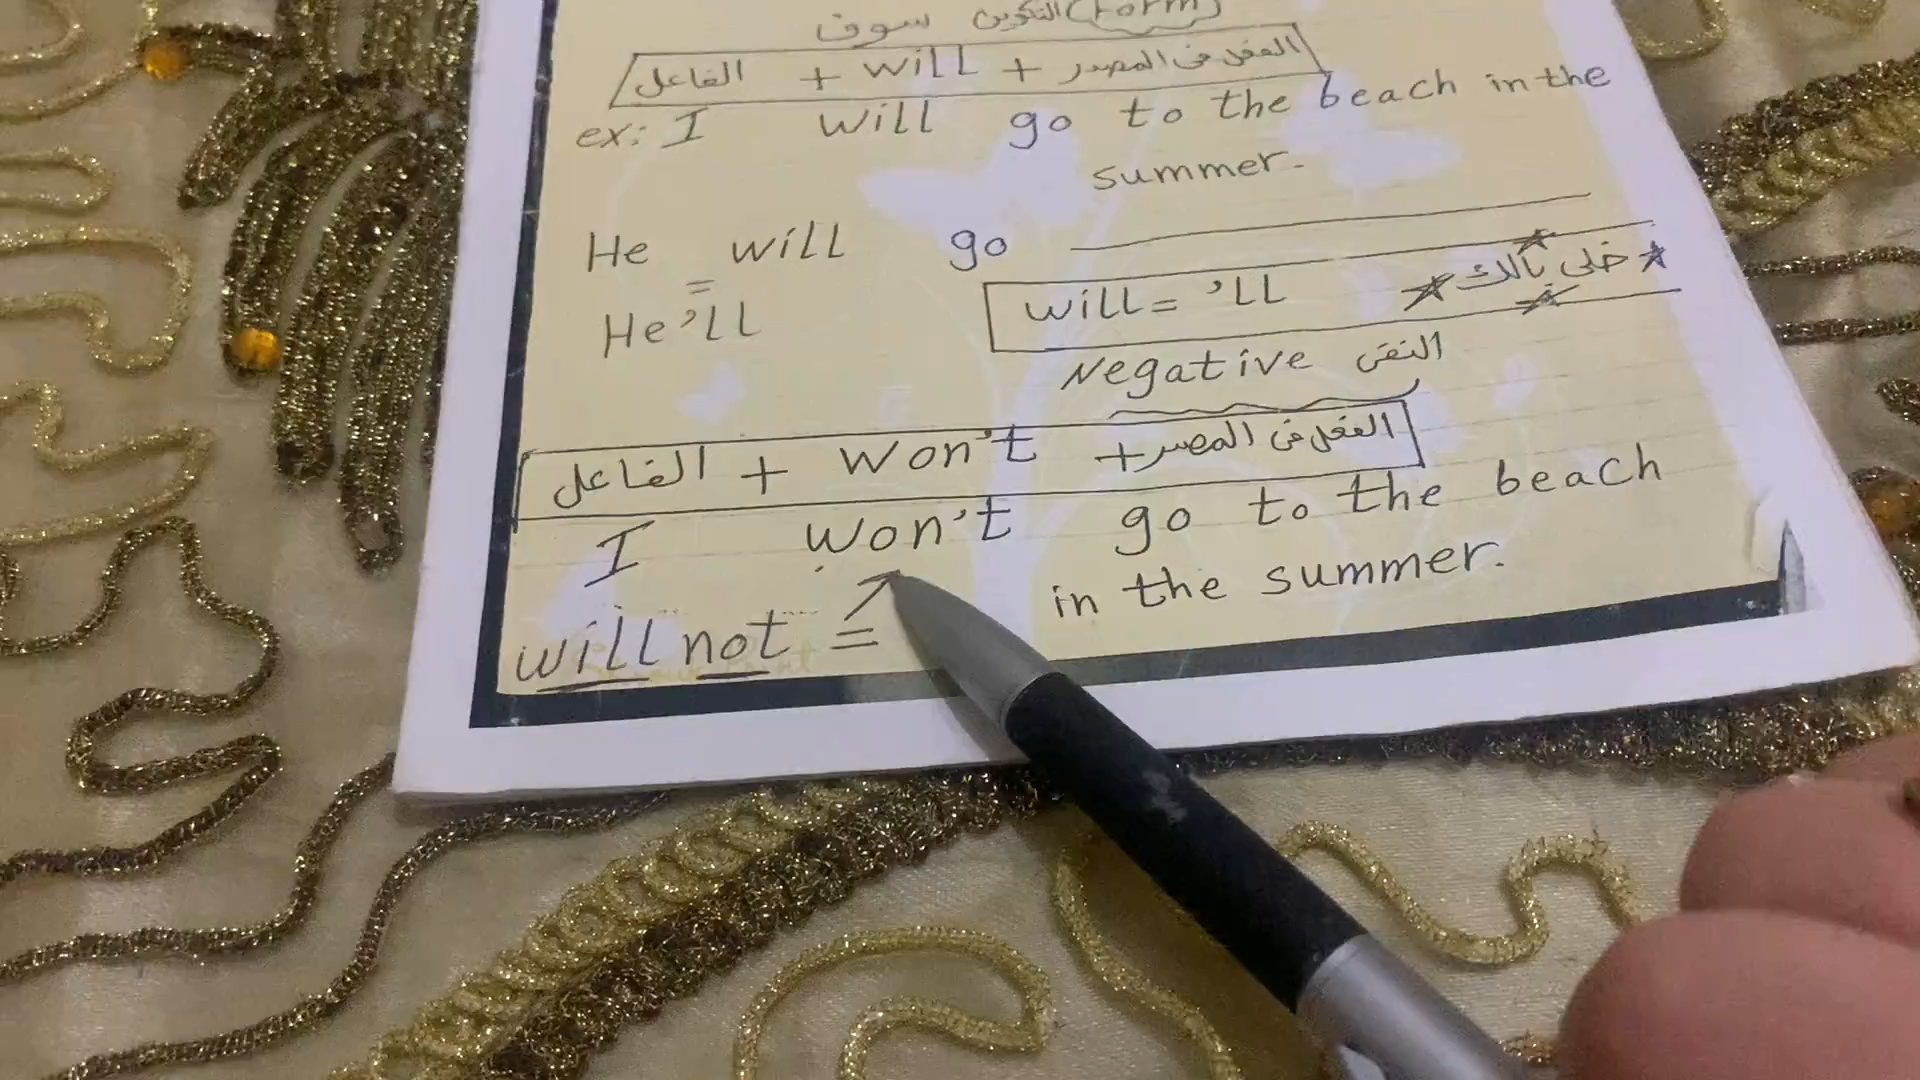 التكوين سوف (Form)
الفاعل + will + الفعل فى المصدر
ex: I will go to the beach in the
summer.
He will go
=
He'll
will = 'll خلى بالك
Negative النفى
الفاعل + won't + الفعل فى المصدر
I won't go to the beach
in the summer.
will not =